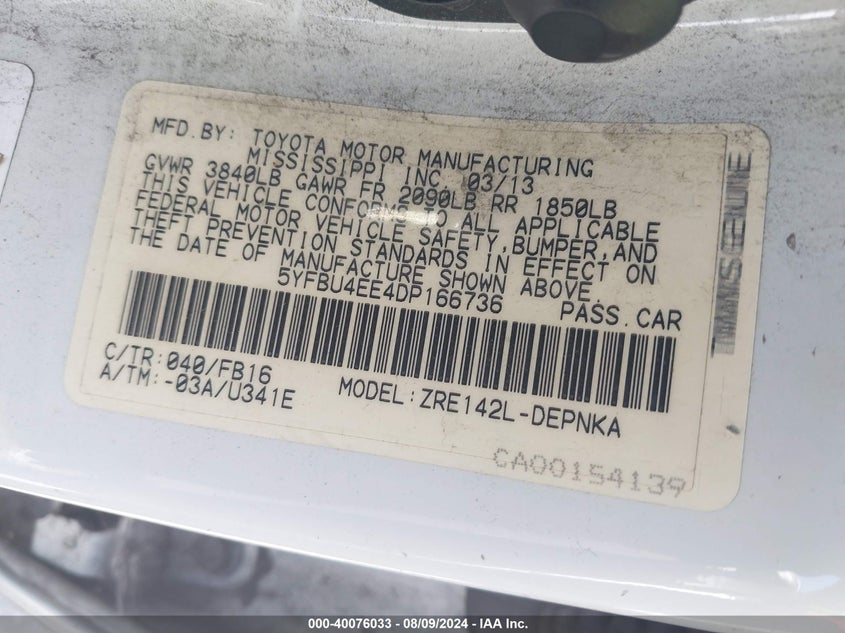 MFD.BY: TOYOTA MOTOR MANUFACTURING
MISSISSIPPI INC. 03/13
GVWR 3840LB GAWR FR 2090LB RR 1850LB
THIS VEHICLE CONFORMS TO ALL APPLICABLE
FEDERAL MOTOR VEHICLE SAFETY,BUMPER,AND
THEFT PREVENTION STANDARDS IN EFFECT ON
THE DATE OF MANUFACTURE SHOWN ABOVE.
5YFBU4EE4DP166736 PASS.CAR
C/TR:040/FB16
A/TM:-03A/U341E MODEL:ZRE142L-DEPNKA
CA00154139
000-40076033 - 08/09/2024 - IAAI.com